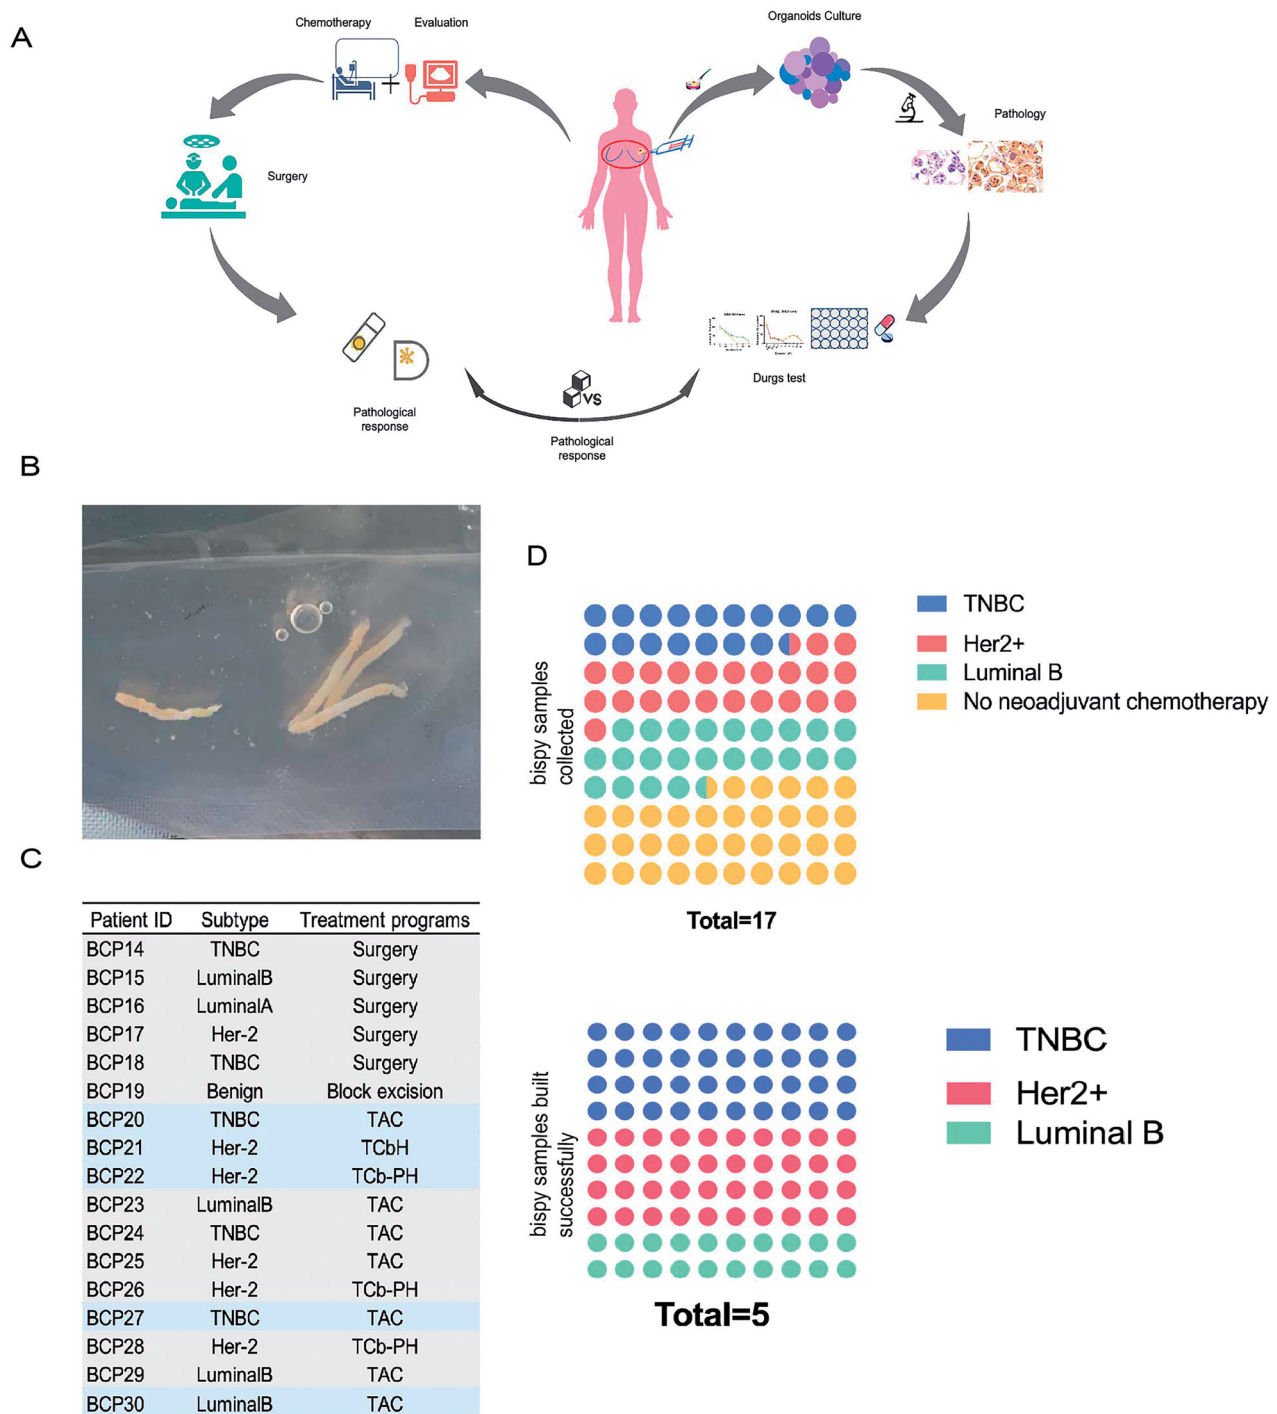 A
Chemotherapy
Evaluation
Organoids Culture
Pathology
Surgery
Durgs test
VS
Pathological
response
Pathological
response
B
D
bispy samples
collected
TNBC
Her2+
Luminal B
No neoadjuvant chemotherapy
Total=17
C
Patient ID Subtype Treatment programs
BCP14 TNBC Surgery
BCP15 LuminalB Surgery
BCP16 LuminalA Surgery
BCP17 Her-2 Surgery
BCP18 TNBC Surgery
BCP19 Benign Block excision
BCP20 TNBC TAC
BCP21 Her-2 TCbH
BCP22 Her-2 TCb-PH
BCP23 LuminalB TAC
BCP24 TNBC TAC
BCP25 Her-2 TAC
BCP26 Her-2 TCb-PH
BCP27 TNBC TAC
BCP28 Her-2 TCb-PH
BCP29 LuminalB TAC
BCP30 LuminalB TAC
bispy samples built
successfully
TNBC
Her2+
Luminal B
Total=5